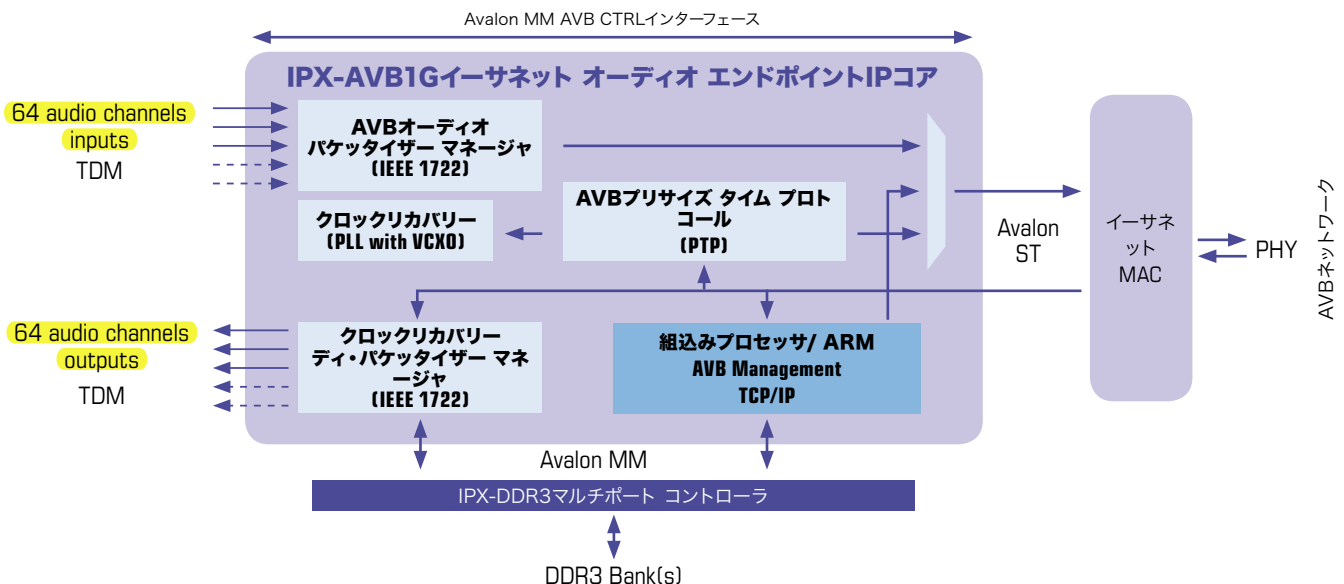 Avalon MM AVB CTRLインターフェース
IPX-AVB1Gイーサネット オーディオ エンドポイントIPコア
64 audio channels
inputs
TDM
AVBオーディオ
パケッタイザー マネージャ
(IEEE 1722)
クロックリカバリー
(PLL with VCXO)
AVBプリサイズ タイム プロト
コール
(PTP)
Avalon
ST
イーサネ
ット
MAC
PHY
AVBネットワーク
64 audio channels
outputs
TDM
クロックリカバリー
ディ・パケッタイザー マネ
ージャ
(IEEE 1722)
組込みプロセッサ/ ARM
AVB Management
TCP/IP
Avalon MM
IPX-DDR3マルチポート コントローラ
DDR3 Bank(s)